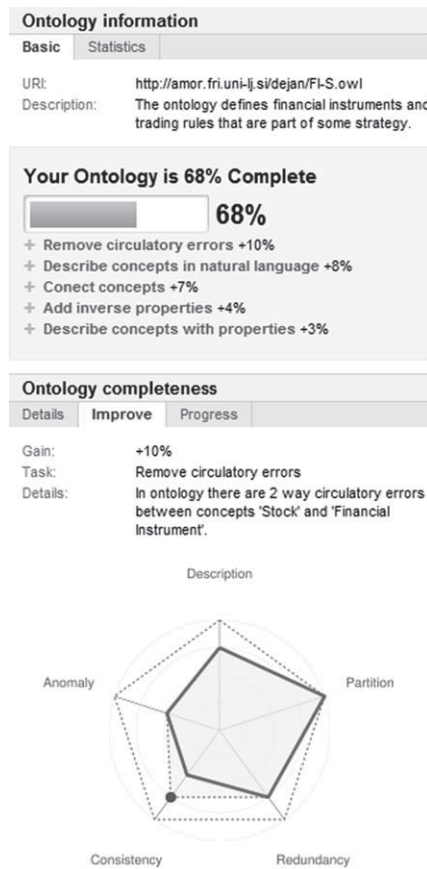 Ontology information
Basic Statistics
URI: http://amor.fri.uni-lj.si/dejan/FI-S.owl
Description: The ontology defines financial instruments and
trading rules that are part of some strategy.
Your Ontology is 68% Complete
68%
+ Remove circulatory errors +10%
+ Describe concepts in natural language +8%
+ Conect concepts +7%
+ Add inverse properties +4%
+ Describe concepts with properties +3%
Ontology completeness
Details Improve Progress
Gain: +10%
Task: Remove circulatory errors
Details: In ontology there are 2 way circulatory errors
between concepts 'Stock' and 'Financial
Instrument'.
Description
Anomaly Partition
Consistency Redundancy